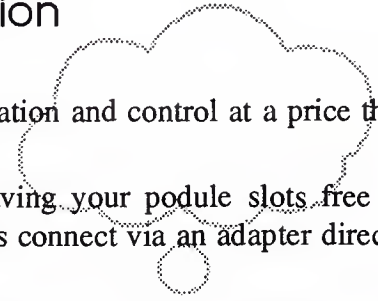 ion
ation and control at a price th
ving your podule slots free
s connect via an adapter direc